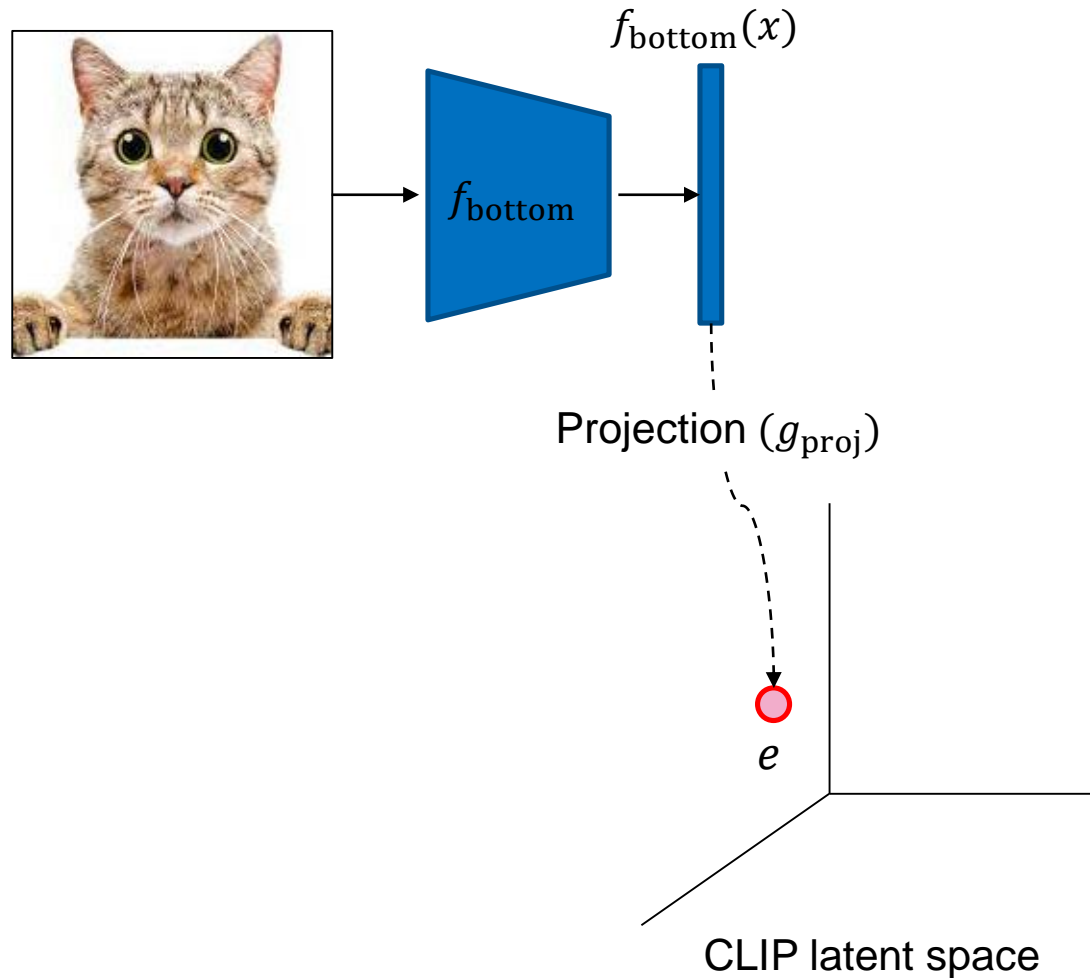 f_bottom(x)
f_bottom
Projection (g_proj)
e
CLIP latent space